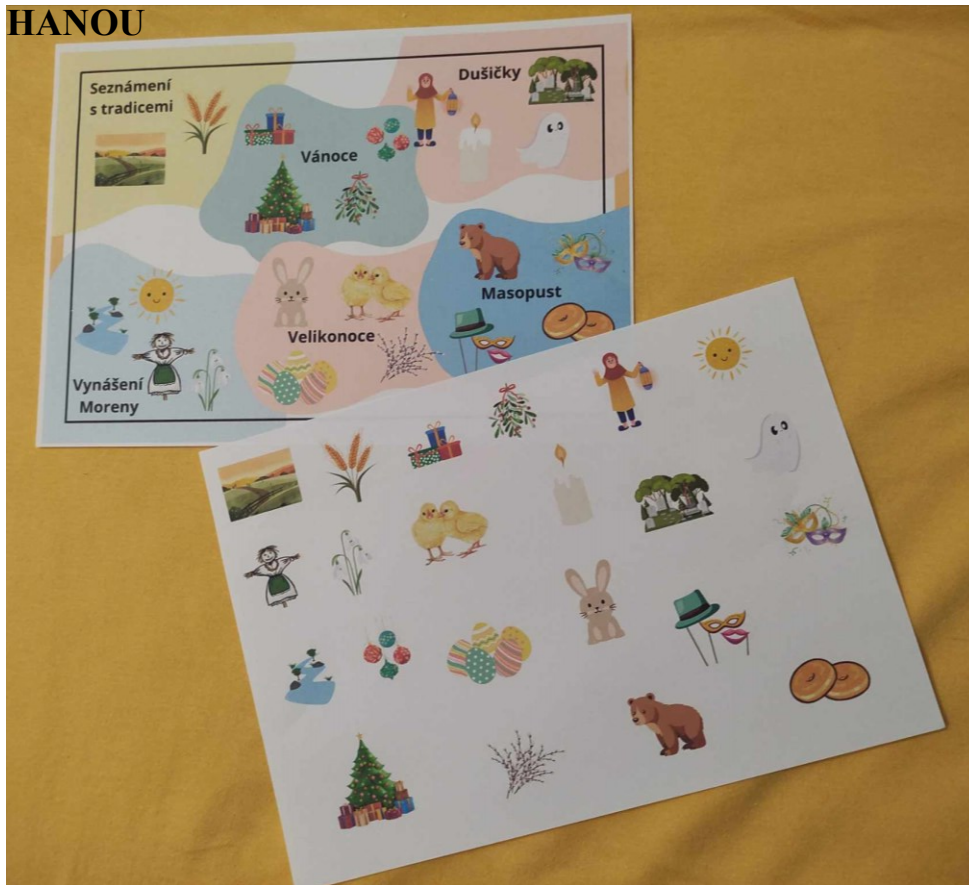 HANOU
Seznámení
s tradicemi
Vánoce
Dušičky
Vynášení
Moreny
Velikonoce
Masopust